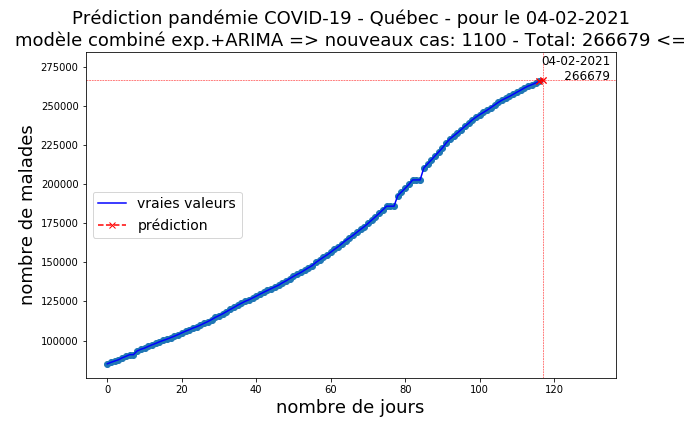 Prédiction pandémie COVID-19 - Québec - pour le 04-02-2021
modèle combiné exp.+ARIMA => nouveaux cas: 1100 - Total: 266679 <=
04-02-2021
266679
275000
250000
225000
200000
175000
150000
125000
100000
nombre de malades
vraies valeurs
prédiction
0 20 40 60 80 100 120
nombre de jours